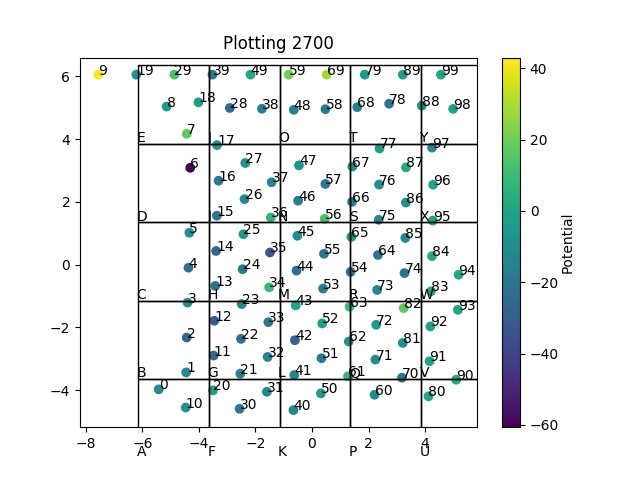 Plotting 2700
9 19 29 39 49 59 69 79 89 99
8 18 28 38 48 58 68 78 88 98
7 17 77 97
6 16 27 37 47 57 67 76 87 96
15 26 36 46 56 66 75 86 95
5 14 25 35 45 55 65 64 85 84
4 13 24 34 44 53 54 73 74 83 94
3 12 23 33 43 52 63 72 82 92 93
2 11 22 32 42 51 62 71 81 91
1 21 31 41 50 61 60 70 80 90
0 10 20 30 40
E J O T Y
D I N S X
C H M R W
B G L Q V
A F K P U
6
4
2
0
−2
−4
−8 −6 −4 −2 0 2 4
40
20
0
−20
−40
−60
Potential